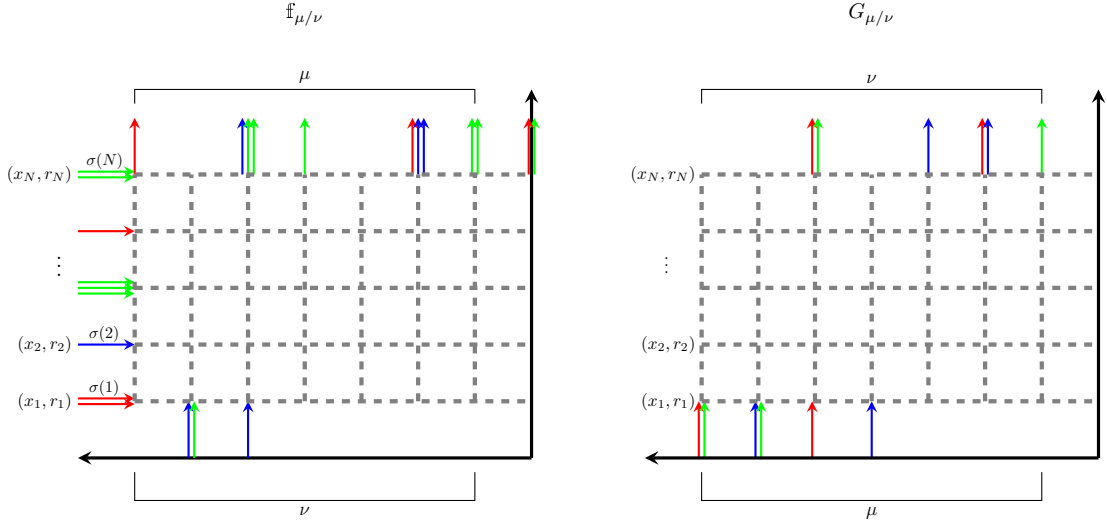 𝕗_{μ/ν}
G_{μ/ν}
μ
ν
σ(N)
(x_N, r_N)
(x_N, r_N)
⋮
⋮
σ(2)
(x_2, r_2)
(x_2, r_2)
σ(1)
(x_1, r_1)
(x_1, r_1)
ν
μ